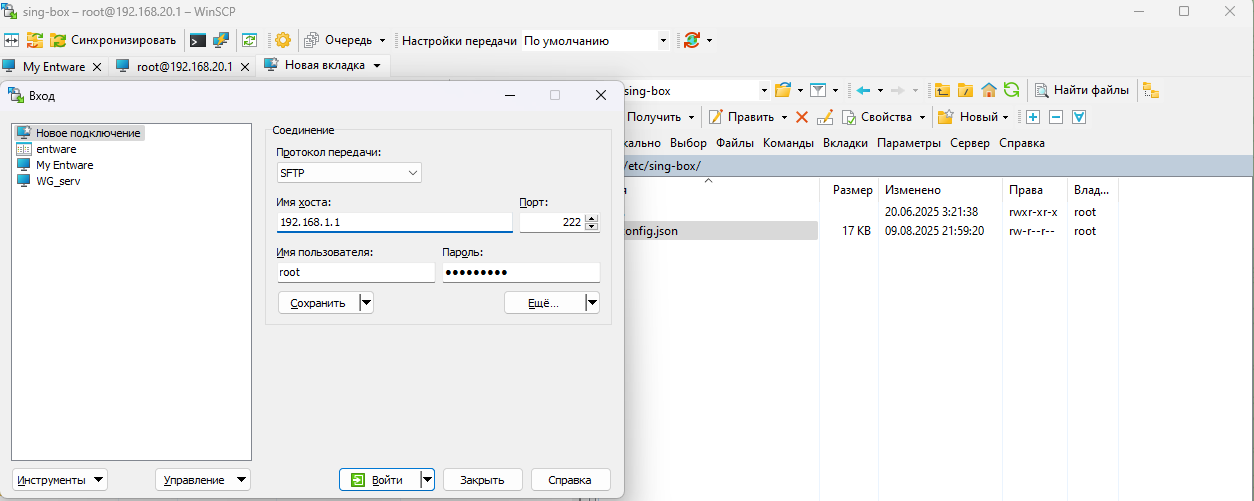 sing-box – root@192.168.20.1 – WinSCP
Синхронизировать
Очередь
Настройки передачи По умолчанию
My Entware
root@192.168.20.1
Новая вкладка
sing-box
Найти файлы
Получить
Править
Свойства
Новый
Выбор Файлы Команды Вкладки Параметры Сервер Справка
/etc/sing-box/
Размер Изменено Права Влад...
20.06.2025 3:21:38 rwxr-xr-x root
onfig.json 17 KB 09.08.2025 21:59:20 rw-r--r-- root
Вход
Новое подключение
entware
My Entware
WG_serv
Соединение
Протокол передачи:
SFTP
Имя хоста: Порт:
192.168.1.1 222
Имя пользователя: Пароль:
root ●●●●●●●●●
Сохранить Ещё...
Инструменты Управление Войти Закрыть Справка